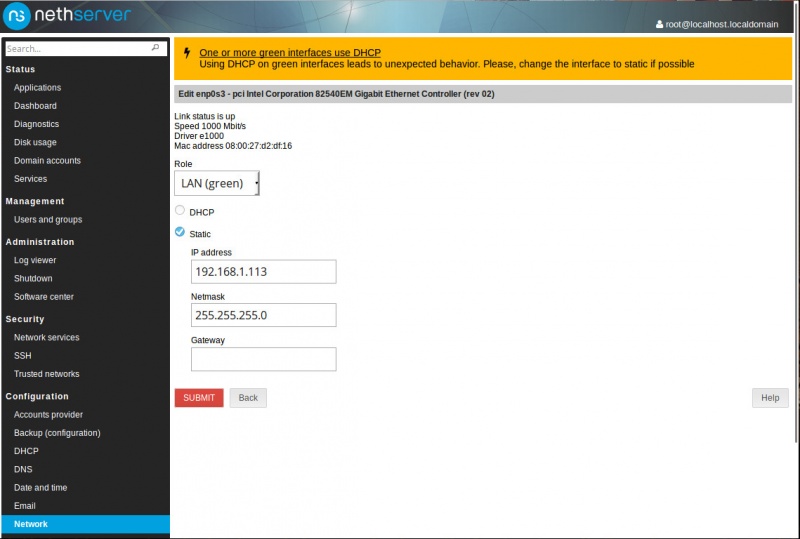 ns nethserver
root@localhost.localdomain
Search...
Status
Applications
Dashboard
Diagnostics
Disk usage
Domain accounts
Services
Management
Users and groups
Administration
Log viewer
Shutdown
Software center
Security
Network services
SSH
Trusted networks
Configuration
Accounts provider
Backup (configuration)
DHCP
DNS
Date and time
Email
Network
One or more green interfaces use DHCP
Using DHCP on green interfaces leads to unexpected behavior. Please, change the interface to static if possible
Edit enp0s3 - pci Intel Corporation 82540EM Gigabit Ethernet Controller (rev 02)
Link status is up
Speed 1000 Mbit/s
Driver e1000
Mac address 08:00:27:d2:df:16
Role
LAN (green)
DHCP
Static
IP address
192.168.1.113
Netmask
255.255.255.0
Gateway
SUBMIT Back Help